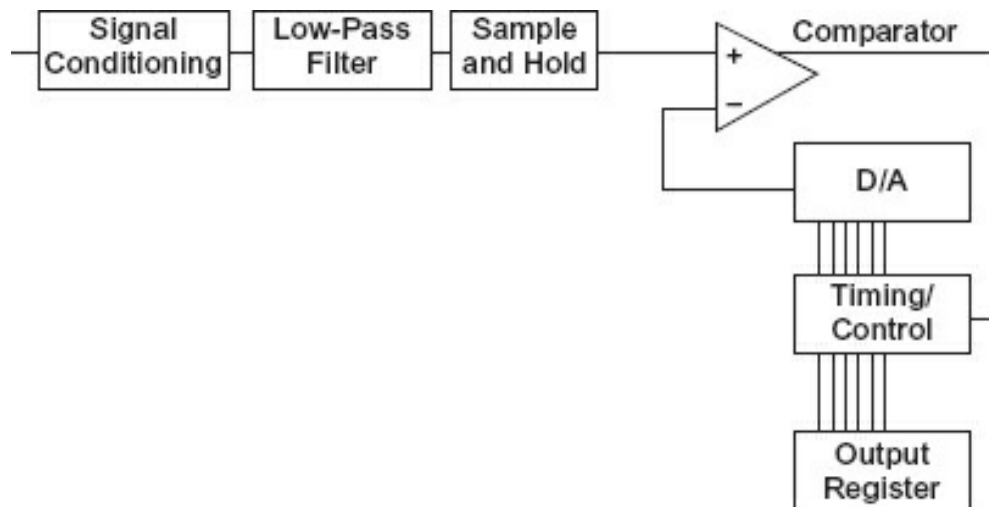 Signal
Conditioning
Low-Pass
Filter
Sample
and Hold
+
−
Comparator
D/A
Timing/
Control
Output
Register